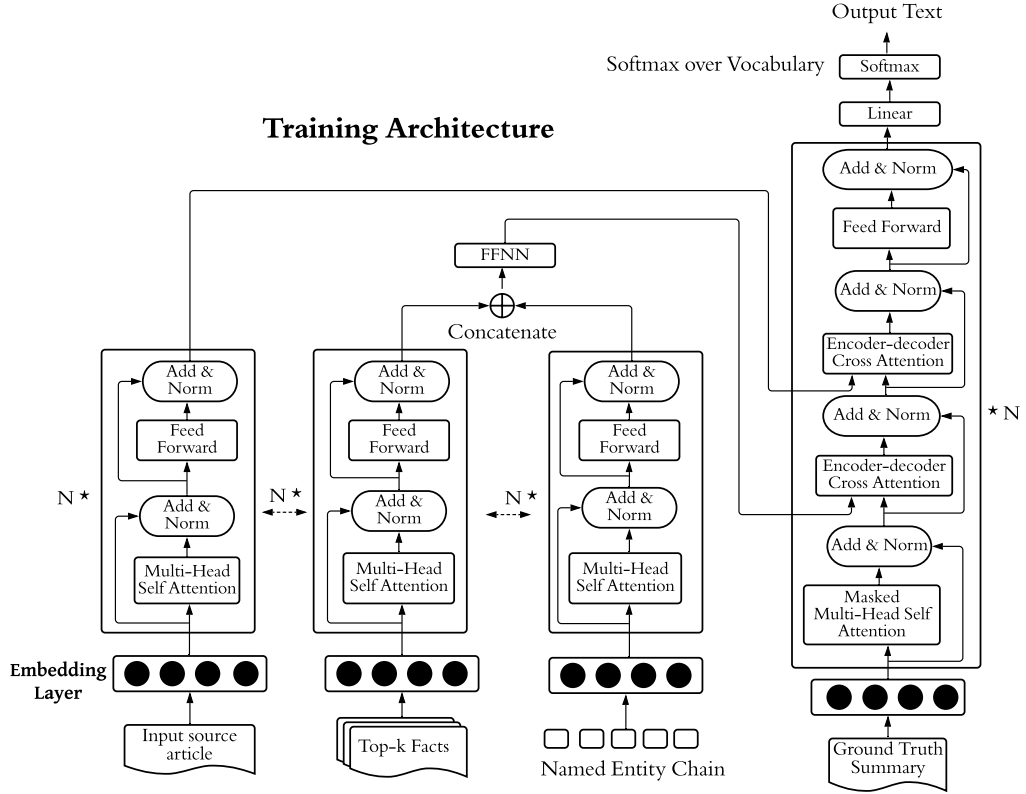 Output Text
Softmax over Vocabulary
Softmax
Linear
Training Architecture
Add & Norm
Feed Forward
Add & Norm
Encoder-decoder
Cross Attention
Add & Norm
Encoder-decoder
Cross Attention
Add & Norm
Masked
Multi-Head Self
Attention
★ N
Ground Truth
Summary
FFNN
Concatenate
Add &
Norm
Feed
Forward
Add &
Norm
Multi-Head
Self Attention
N ★
Embedding
Layer
Input source
article
Add &
Norm
Feed
Forward
Add &
Norm
Multi-Head
Self Attention
N ★
Top-k Facts
Add &
Norm
Feed
Forward
Add &
Norm
Multi-Head
Self Attention
N ★
Named Entity Chain